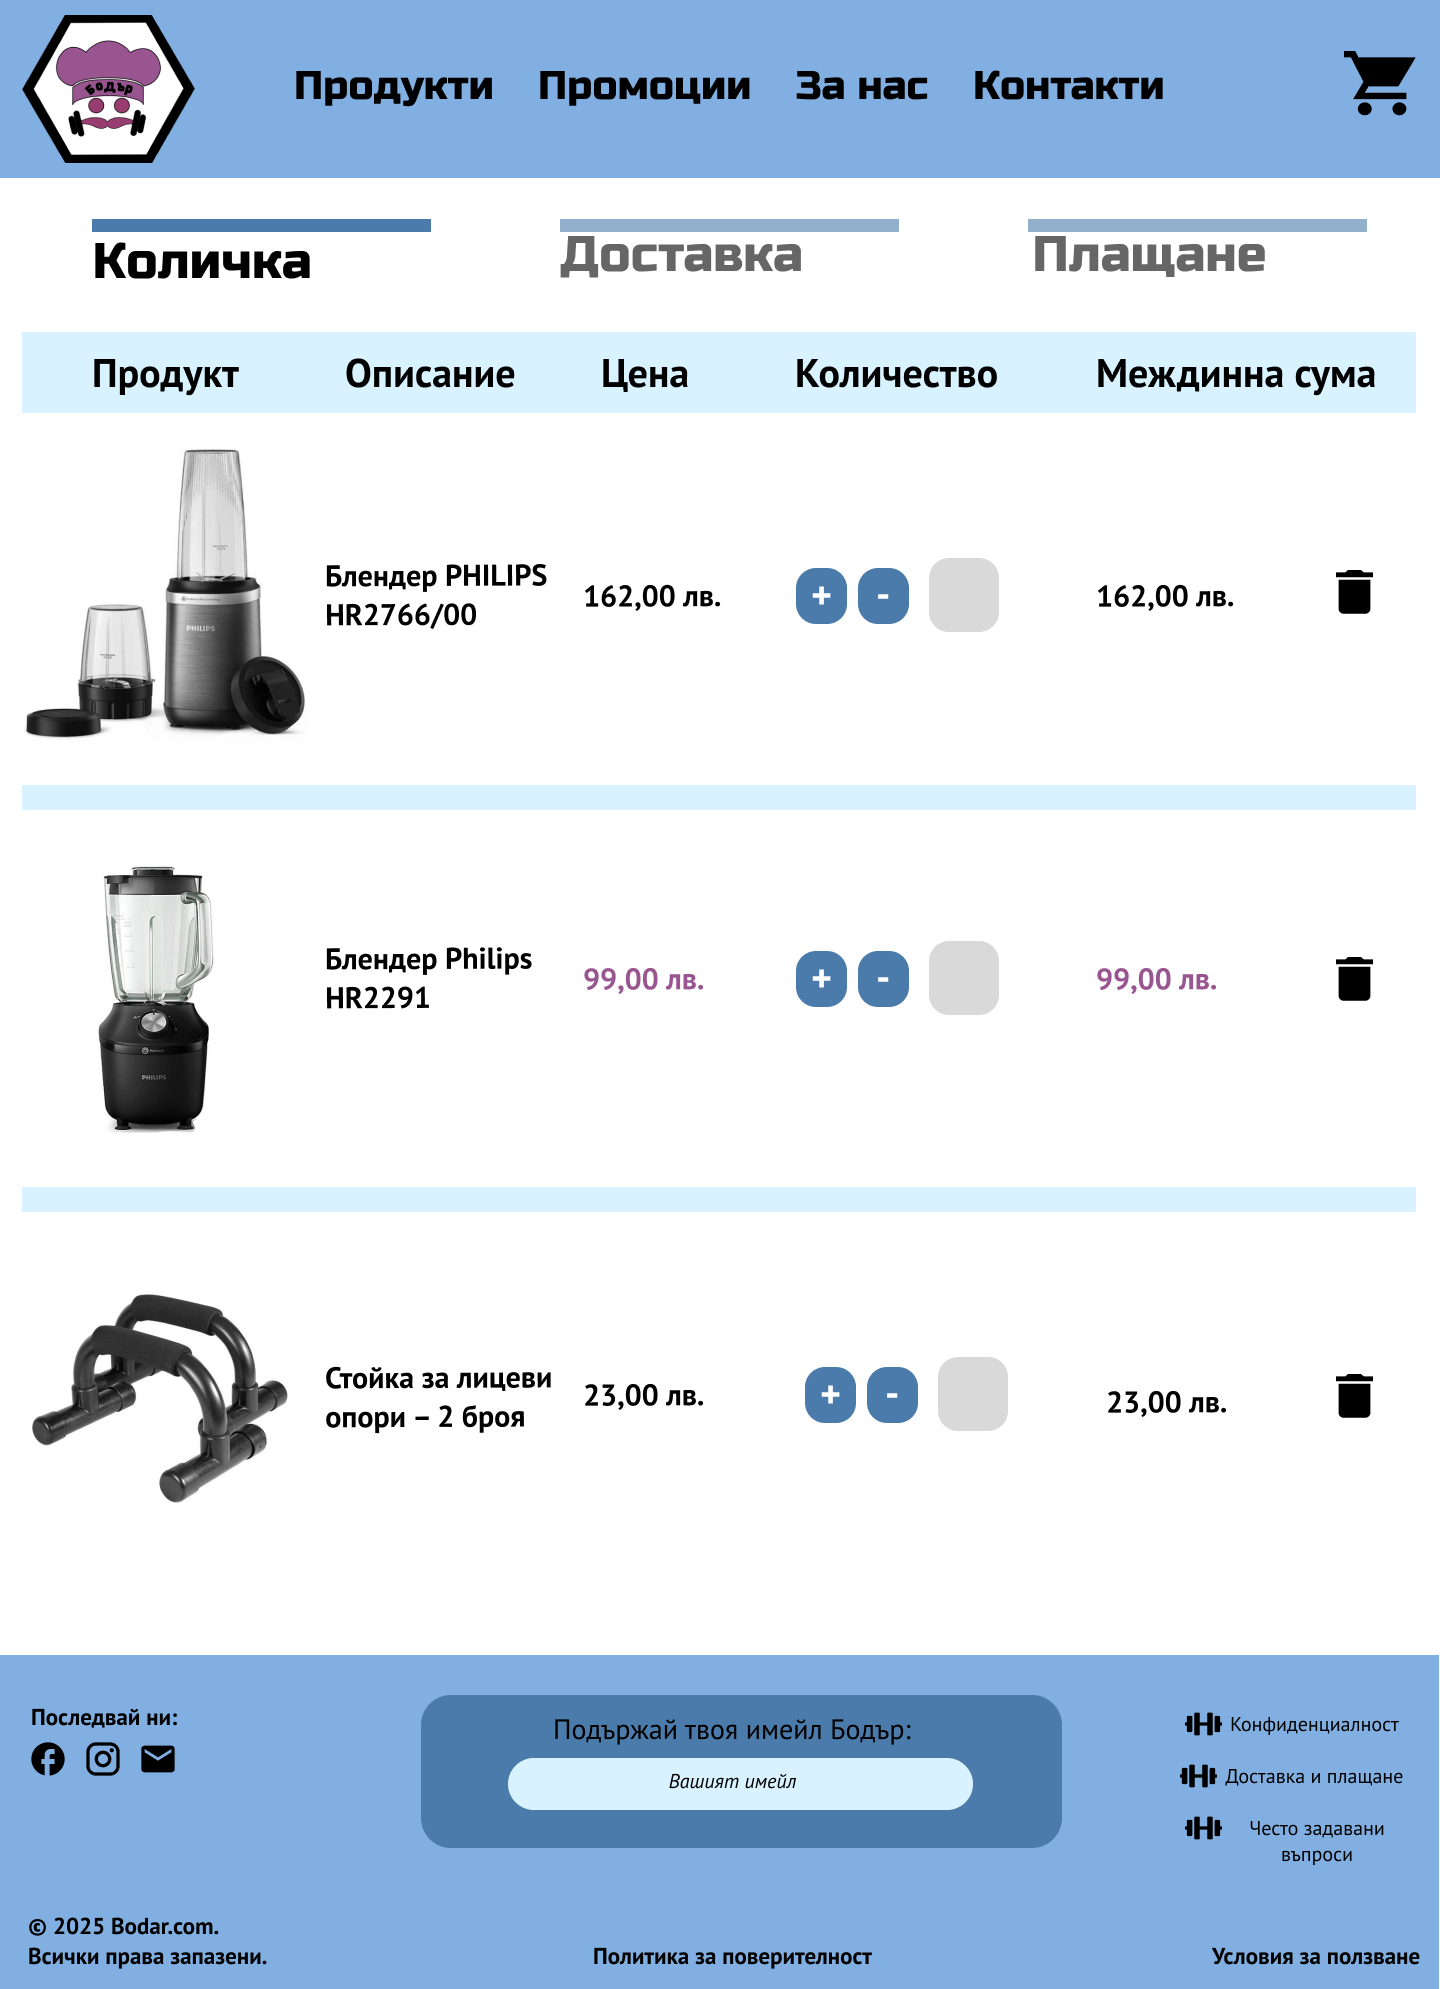 Бодър
Продукти Промоции За нас Контакти
Количка Доставка Плащане
Продукт Описание Цена Количество Междинна сума
PHILIPS
Блендер PHILIPS
HR2766/00
162,00 лв.
+ -
162,00 лв.
PHILIPS
Блендер Philips
HR2291
99,00 лв.
+ -
99,00 лв.
Стойка за лицеви
опори – 2 броя
23,00 лв.
+ -
23,00 лв.
Последвай ни:
Подържай твоя имейл Бодър:
Вашият имейл
Конфиденциалност
Доставка и плащане
Често задавани
въпроси
© 2025 Bodar.com.
Всички права запазени.
Политика за поверителност
Условия за ползване